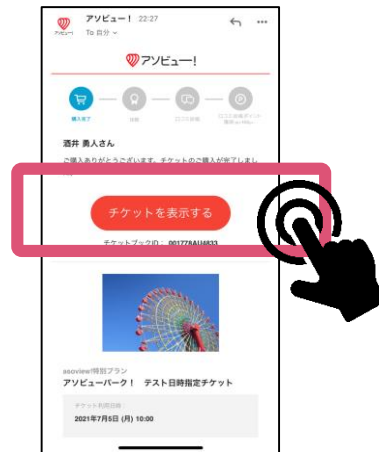 アソビュー! 22:27
To 自分
アソビュー!
購入完了
体験
酒井 勇人さん
ご購入ありがとうございます。チケットのご購入が完了しまし
チケットを表示する
チケットブックID： 001778AU4833
asoview!特別プラン
アソビューパーク！ テスト日時指定チケット
チケット利用日時
2021年7月5日 (月) 10:00